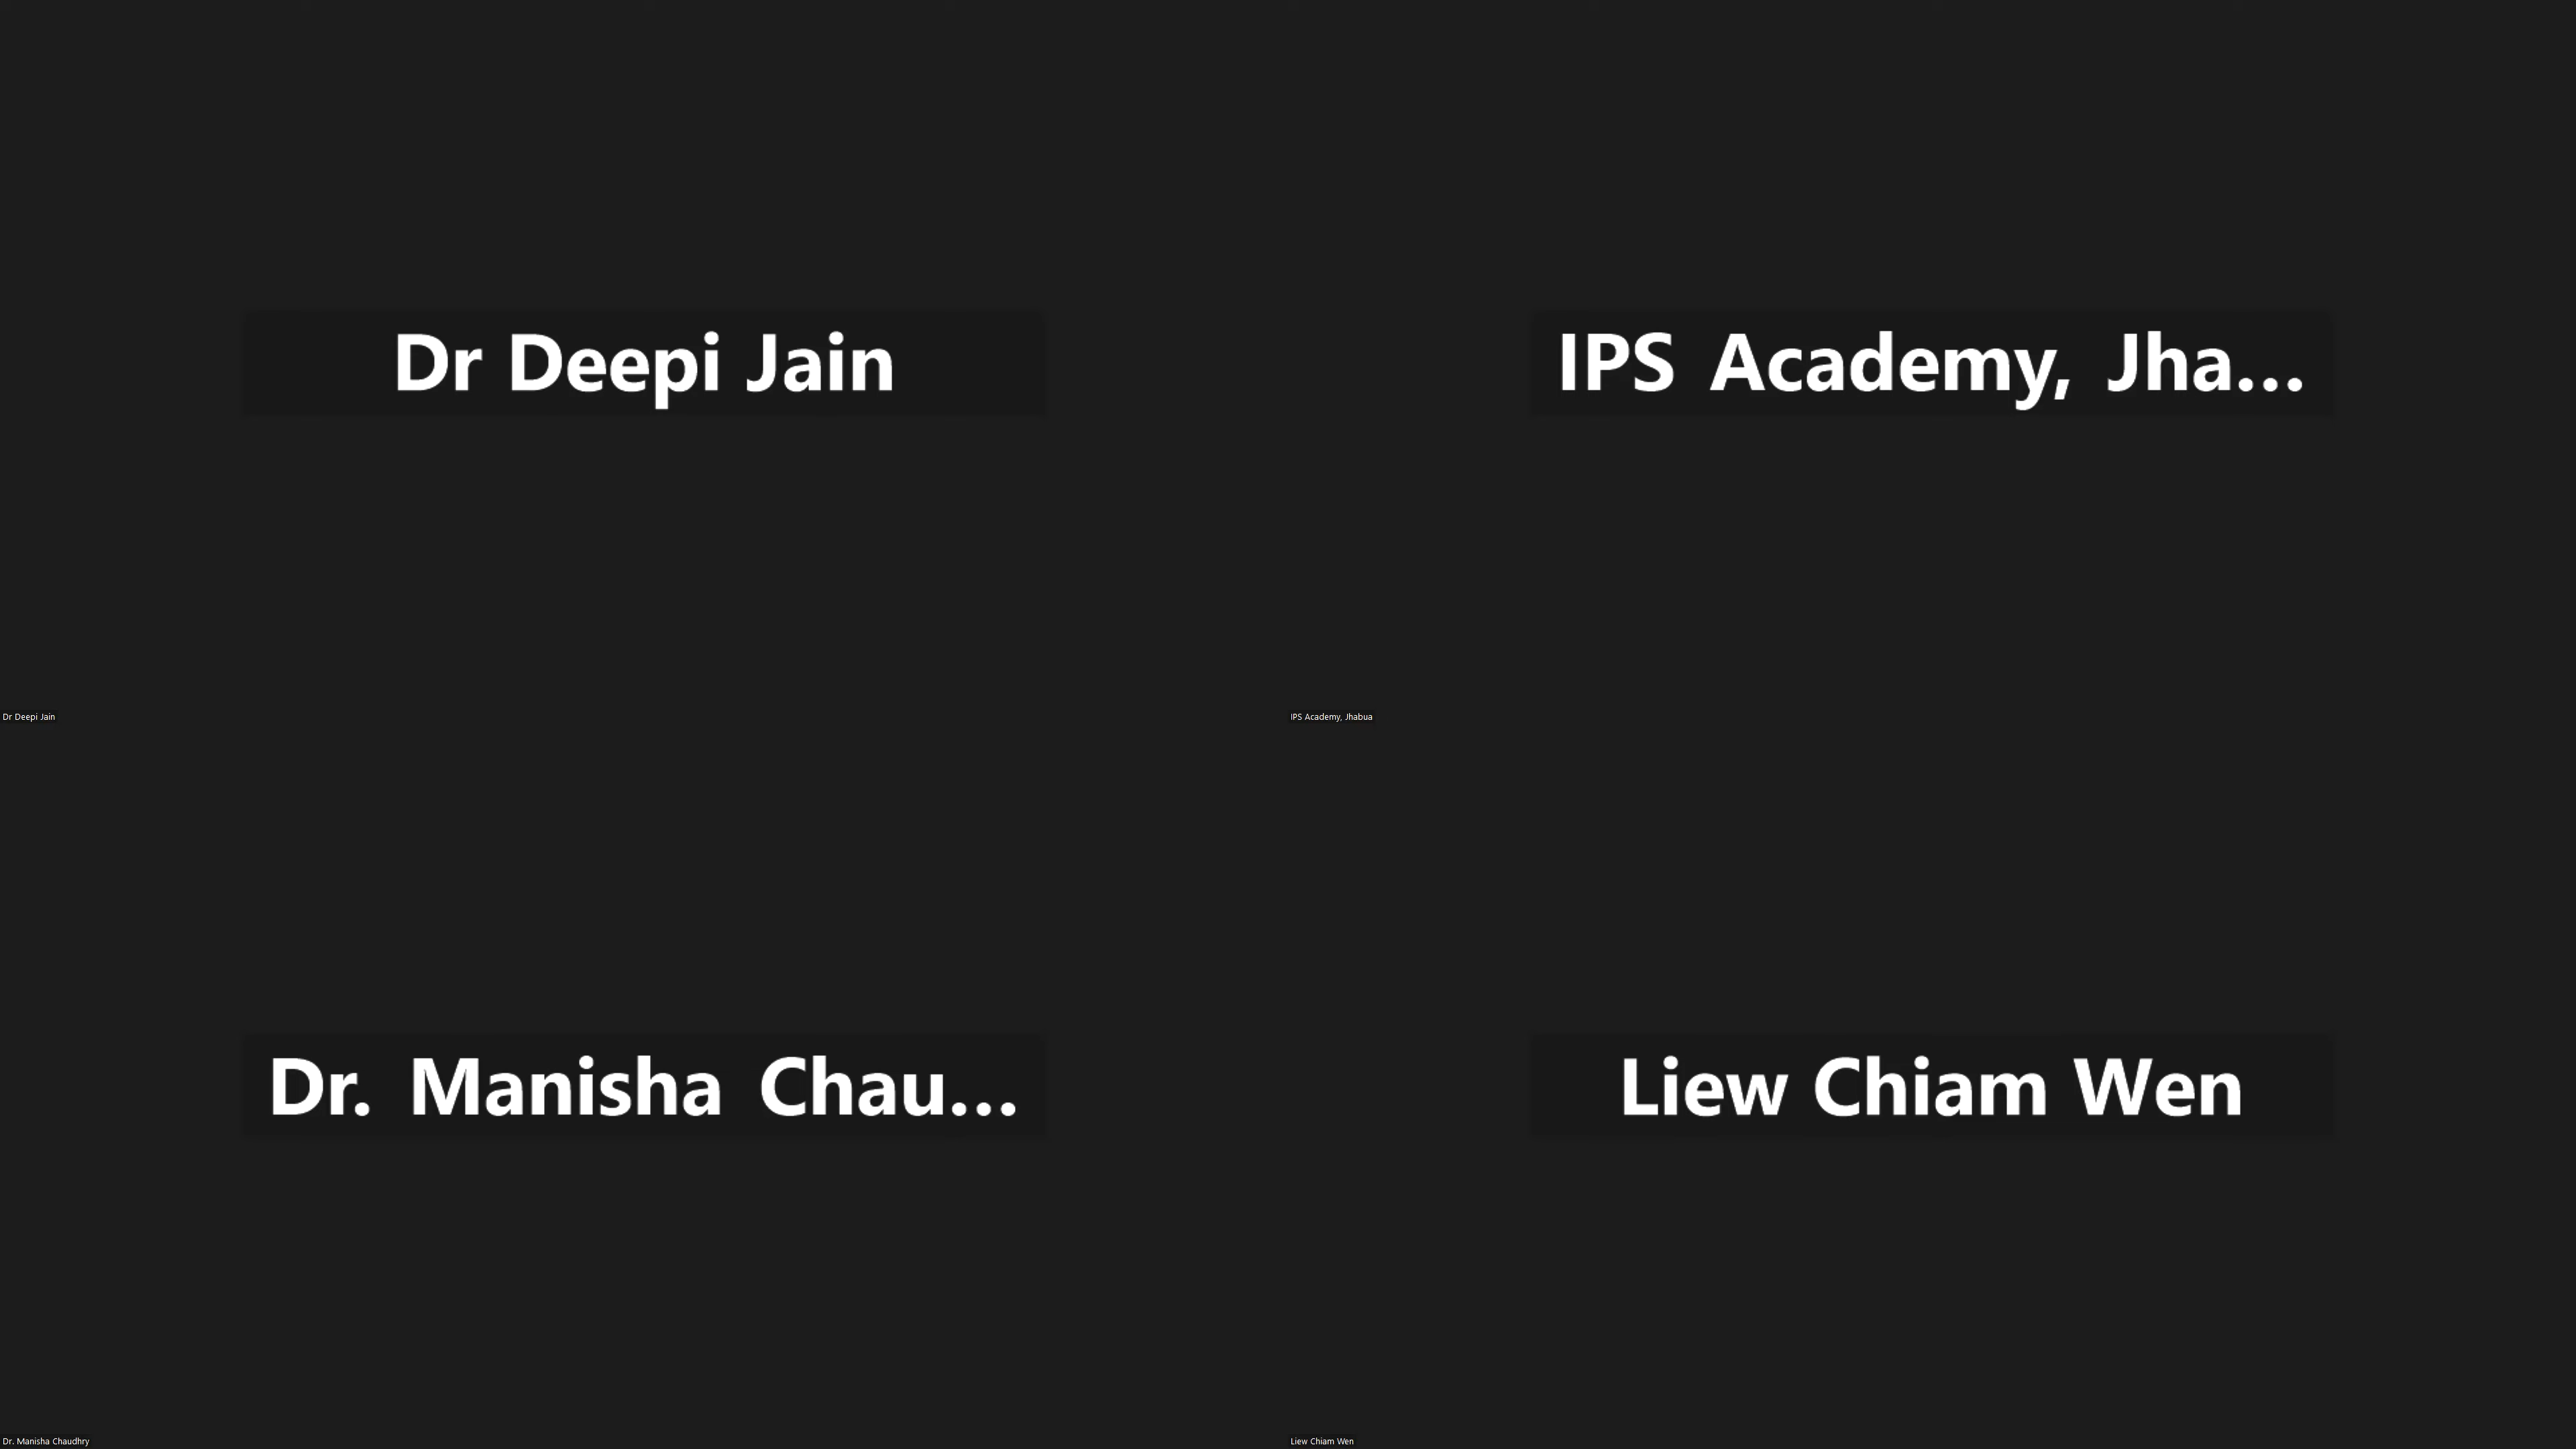 Dr Deepi Jain
IPS Academy, Jha...
Dr Deepi Jain
IPS Academy, Jhabua
Dr. Manisha Chau...
Liew Chiam Wen
Dr. Manisha Chaudhry
Liew Chiam Wen